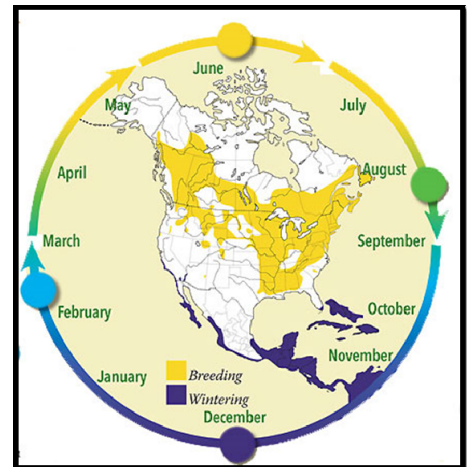 June
May
July
April
August
March
September
February
October
November
January
Breeding
Wintering
December